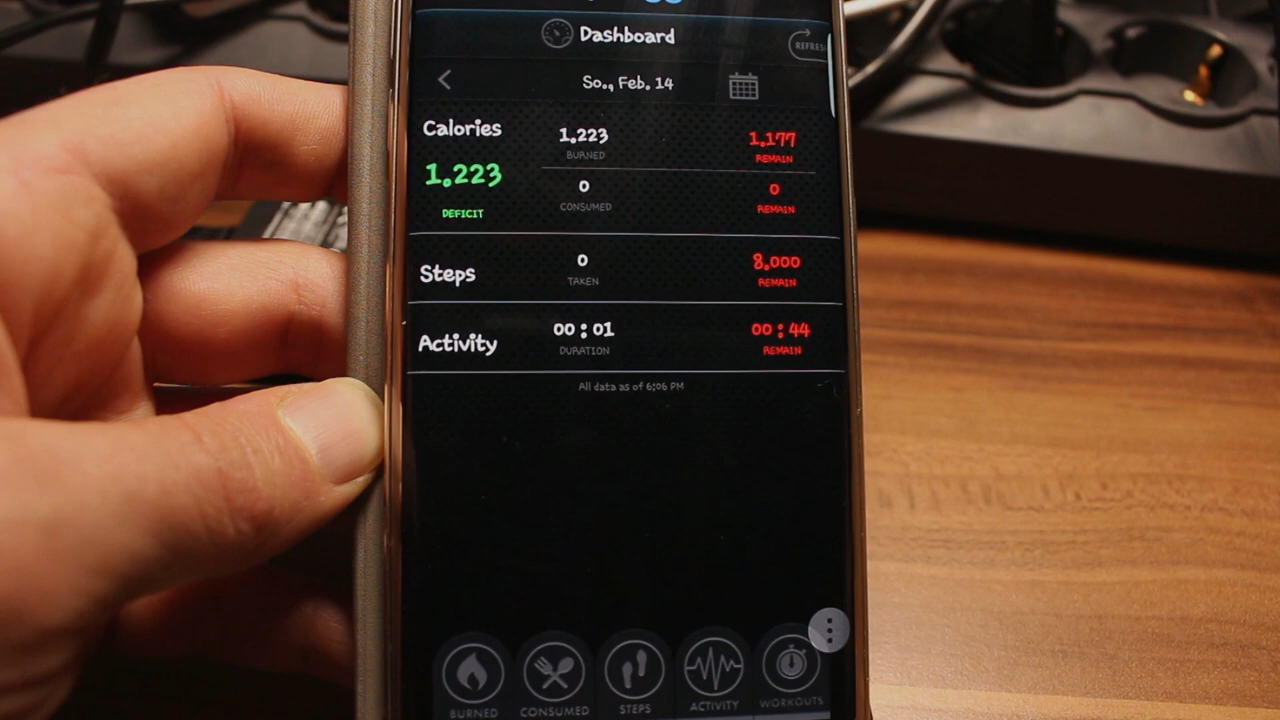 Dashboard
So., Feb. 14
Calories
1.223
DEFICIT
1.223
BURNED
1.177
REMAIN
0
CONSUMED
0
REMAIN
Steps
0
TAKEN
8.000
REMAIN
Activity
00 : 01
DURATION
00 : 44
REMAIN
All data as of 6:06 PM
BURNED
CONSUMED
STEPS
ACTIVITY
WORKOUTS